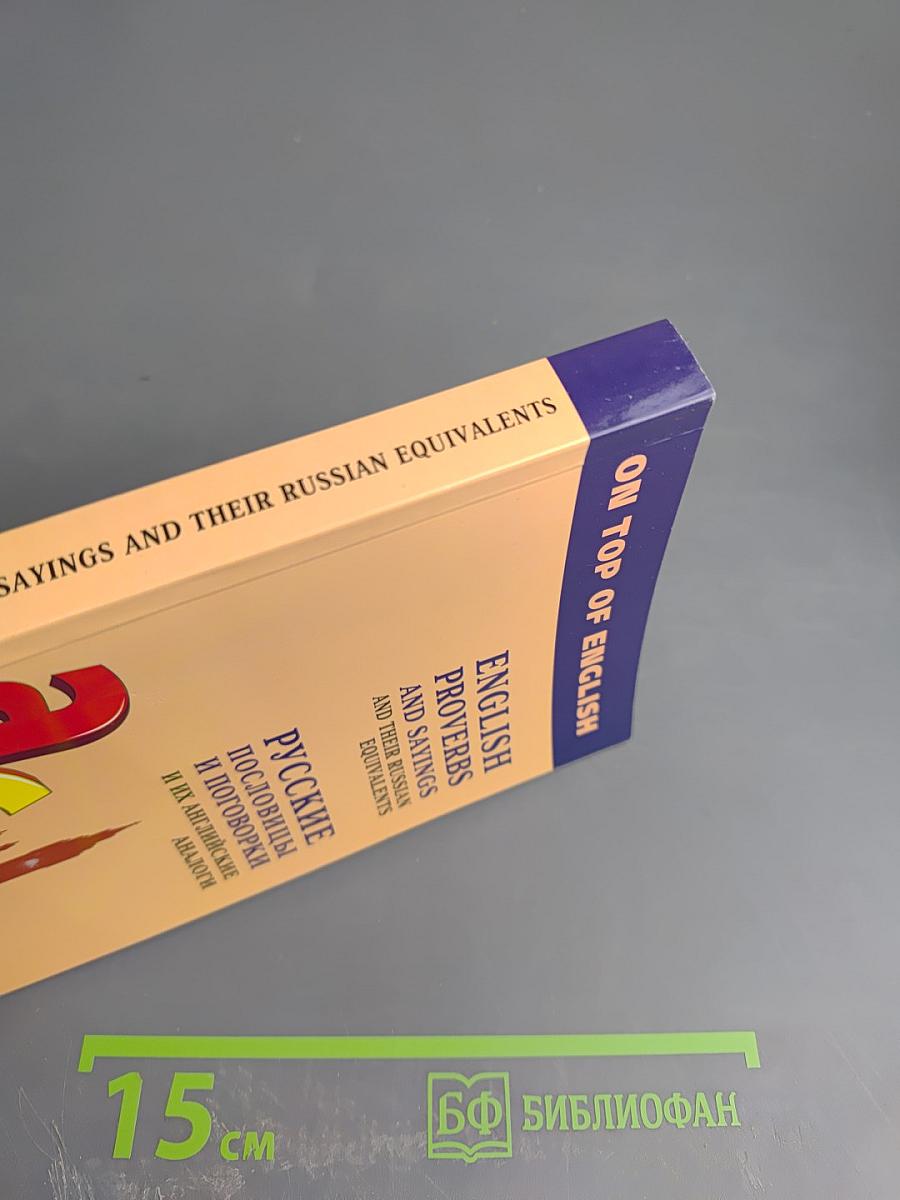 SAYINGS AND THEIR RUSSIAN EQUIVALENTS
ON TOP OF ENGLISH
ENGLISH
PROVERBS
AND SAYINGS
AND THEIR RUSSIAN
EQUIVALENTS
РУССКИЕ
ПОСЛОВИЦЫ
И ПОГОВОРКИ
И ИХ АНГЛИЙСКИЕ
АНАЛОГИ
а
15 см
БФ БИБЛИОФАН